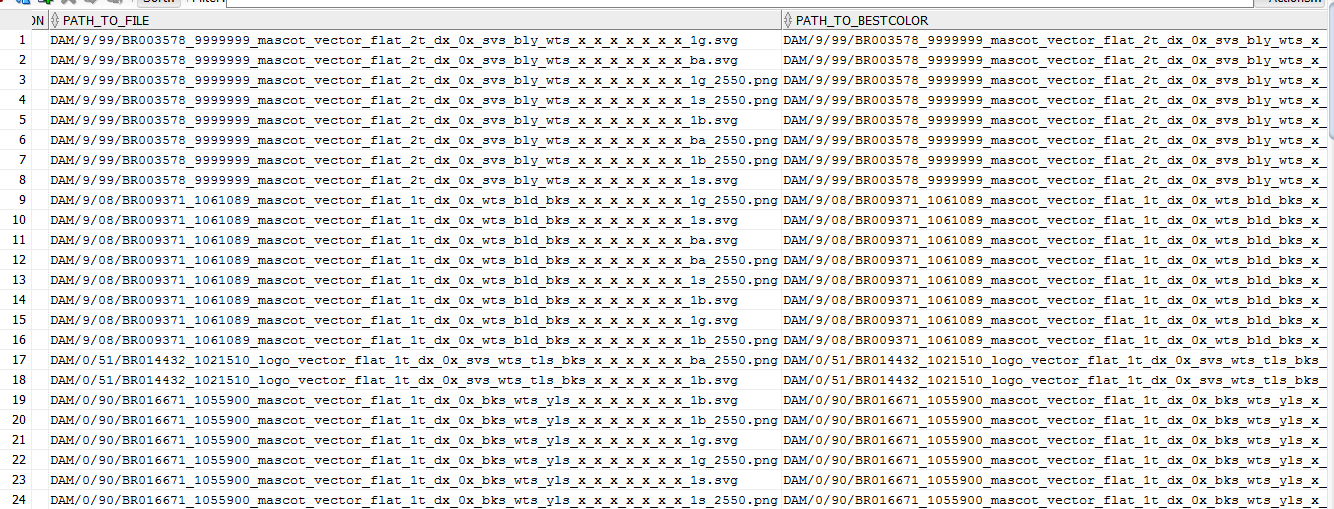 Sort.. Filter:  Actions...
ON PATH_TO_FILE PATH_TO_BESTCOLOR
1 DAM/9/99/BR003578_9999999_mascot_vector_flat_2t_dx_0x_svs_bly_wts_x_x_x_x_x_x_x_1g.svg DAM/9/99/BR003578_9999999_mascot_vector_flat_2t_dx_0x_svs_bly_wts_x_
2 DAM/9/99/BR003578_9999999_mascot_vector_flat_2t_dx_0x_svs_bly_wts_x_x_x_x_x_x_x_ba.svg DAM/9/99/BR003578_9999999_mascot_vector_flat_2t_dx_0x_svs_bly_wts_x_
3 DAM/9/99/BR003578_9999999_mascot_vector_flat_2t_dx_0x_svs_bly_wts_x_x_x_x_x_x_x_1g_2550.png DAM/9/99/BR003578_9999999_mascot_vector_flat_2t_dx_0x_svs_bly_wts_x_
4 DAM/9/99/BR003578_9999999_mascot_vector_flat_2t_dx_0x_svs_bly_wts_x_x_x_x_x_x_x_1s_2550.png DAM/9/99/BR003578_9999999_mascot_vector_flat_2t_dx_0x_svs_bly_wts_x_
5 DAM/9/99/BR003578_9999999_mascot_vector_flat_2t_dx_0x_svs_bly_wts_x_x_x_x_x_x_x_1b.svg DAM/9/99/BR003578_9999999_mascot_vector_flat_2t_dx_0x_svs_bly_wts_x_
6 DAM/9/99/BR003578_9999999_mascot_vector_flat_2t_dx_0x_svs_bly_wts_x_x_x_x_x_x_x_ba_2550.png DAM/9/99/BR003578_9999999_mascot_vector_flat_2t_dx_0x_svs_bly_wts_x_
7 DAM/9/99/BR003578_9999999_mascot_vector_flat_2t_dx_0x_svs_bly_wts_x_x_x_x_x_x_x_1b_2550.png DAM/9/99/BR003578_9999999_mascot_vector_flat_2t_dx_0x_svs_bly_wts_x_
8 DAM/9/99/BR003578_9999999_mascot_vector_flat_2t_dx_0x_svs_bly_wts_x_x_x_x_x_x_x_1s.svg DAM/9/99/BR003578_9999999_mascot_vector_flat_2t_dx_0x_svs_bly_wts_x_
9 DAM/9/08/BR009371_1061089_mascot_vector_flat_1t_dx_0x_wts_bld_bks_x_x_x_x_x_x_x_1g_2550.png DAM/9/08/BR009371_1061089_mascot_vector_flat_1t_dx_0x_wts_bld_bks_x_
10 DAM/9/08/BR009371_1061089_mascot_vector_flat_1t_dx_0x_wts_bld_bks_x_x_x_x_x_x_x_1s.svg DAM/9/08/BR009371_1061089_mascot_vector_flat_1t_dx_0x_wts_bld_bks_x_
11 DAM/9/08/BR009371_1061089_mascot_vector_flat_1t_dx_0x_wts_bld_bks_x_x_x_x_x_x_x_ba.svg DAM/9/08/BR009371_1061089_mascot_vector_flat_1t_dx_0x_wts_bld_bks_x_
12 DAM/9/08/BR009371_1061089_mascot_vector_flat_1t_dx_0x_wts_bld_bks_x_x_x_x_x_x_x_ba_2550.png DAM/9/08/BR009371_1061089_mascot_vector_flat_1t_dx_0x_wts_bld_bks_x_
13 DAM/9/08/BR009371_1061089_mascot_vector_flat_1t_dx_0x_wts_bld_bks_x_x_x_x_x_x_x_1s_2550.png DAM/9/08/BR009371_1061089_mascot_vector_flat_1t_dx_0x_wts_bld_bks_x_
14 DAM/9/08/BR009371_1061089_mascot_vector_flat_1t_dx_0x_wts_bld_bks_x_x_x_x_x_x_x_1b.svg DAM/9/08/BR009371_1061089_mascot_vector_flat_1t_dx_0x_wts_bld_bks_x_
15 DAM/9/08/BR009371_1061089_mascot_vector_flat_1t_dx_0x_wts_bld_bks_x_x_x_x_x_x_x_1g.svg DAM/9/08/BR009371_1061089_mascot_vector_flat_1t_dx_0x_wts_bld_bks_x_
16 DAM/9/08/BR009371_1061089_mascot_vector_flat_1t_dx_0x_wts_bld_bks_x_x_x_x_x_x_x_1b_2550.png DAM/9/08/BR009371_1061089_mascot_vector_flat_1t_dx_0x_wts_bld_bks_x_
17 DAM/0/51/BR014432_1021510_logo_vector_flat_1t_dx_0x_svs_wts_tls_bks_x_x_x_x_x_x_ba_2550.png DAM/0/51/BR014432_1021510_logo_vector_flat_1t_dx_0x_svs_wts_tls_bks_
18 DAM/0/51/BR014432_1021510_logo_vector_flat_1t_dx_0x_svs_wts_tls_bks_x_x_x_x_x_x_1b.svg DAM/0/51/BR014432_1021510_logo_vector_flat_1t_dx_0x_svs_wts_tls_bks_
19 DAM/0/90/BR016671_1055900_mascot_vector_flat_1t_dx_0x_bks_wts_yls_x_x_x_x_x_x_x_1b.svg DAM/0/90/BR016671_1055900_mascot_vector_flat_1t_dx_0x_bks_wts_yls_x_
20 DAM/0/90/BR016671_1055900_mascot_vector_flat_1t_dx_0x_bks_wts_yls_x_x_x_x_x_x_x_1b_2550.png DAM/0/90/BR016671_1055900_mascot_vector_flat_1t_dx_0x_bks_wts_yls_x_
21 DAM/0/90/BR016671_1055900_mascot_vector_flat_1t_dx_0x_bks_wts_yls_x_x_x_x_x_x_x_1g.svg DAM/0/90/BR016671_1055900_mascot_vector_flat_1t_dx_0x_bks_wts_yls_x_
22 DAM/0/90/BR016671_1055900_mascot_vector_flat_1t_dx_0x_bks_wts_yls_x_x_x_x_x_x_x_1g_2550.png DAM/0/90/BR016671_1055900_mascot_vector_flat_1t_dx_0x_bks_wts_yls_x_
23 DAM/0/90/BR016671_1055900_mascot_vector_flat_1t_dx_0x_bks_wts_yls_x_x_x_x_x_x_x_1s.svg DAM/0/90/BR016671_1055900_mascot_vector_flat_1t_dx_0x_bks_wts_yls_x_
24 DAM/0/90/BR016671_1055900_mascot_vector_flat_1t_dx_0x_bks_wts_yls_x_x_x_x_x_x_x_1s_2550.png DAM/0/90/BR016671_1055900_mascot_vector_flat_1t_dx_0x_bks_wts_yls_x_